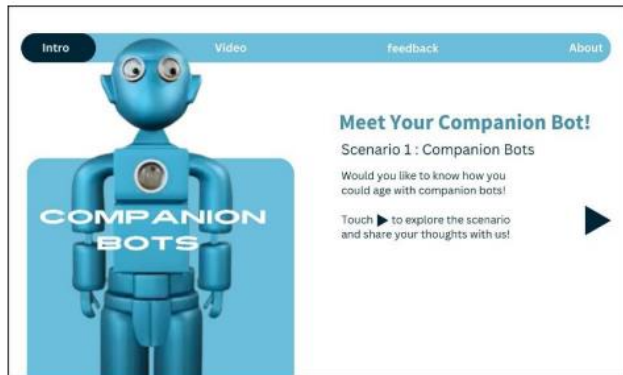 Intro
Video
feedback
About
Meet Your Companion Bot!
Scenario 1 : Companion Bots
Would you like to know how you
could age with companion bots!
Touch ▶ to explore the scenario
and share your thoughts with us!
COMPANION
BOTS